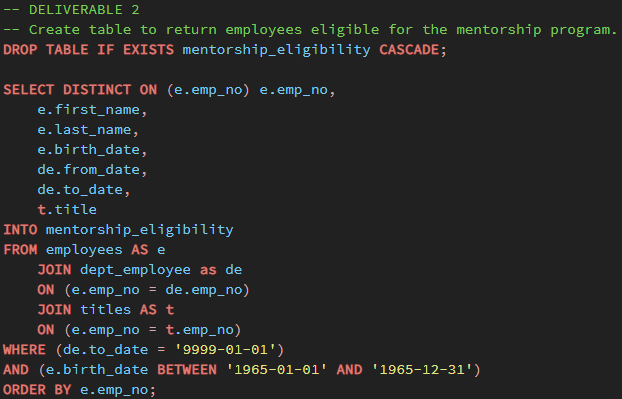 -- DELIVERABLE 2
-- Create table to return employees eligible for the mentorship program.
DROP TABLE IF EXISTS mentorship_eligibility CASCADE;

SELECT DISTINCT ON (e.emp_no) e.emp_no,
    e.first_name,
    e.last_name,
    e.birth_date,
    de.from_date,
    de.to_date,
    t.title
INTO mentorship_eligibility
FROM employees AS e
    JOIN dept_employee as de
    ON (e.emp_no = de.emp_no)
    JOIN titles AS t
    ON (e.emp_no = t.emp_no)
WHERE (de.to_date = '9999-01-01')
AND (e.birth_date BETWEEN '1965-01-01' AND '1965-12-31')
ORDER BY e.emp_no;